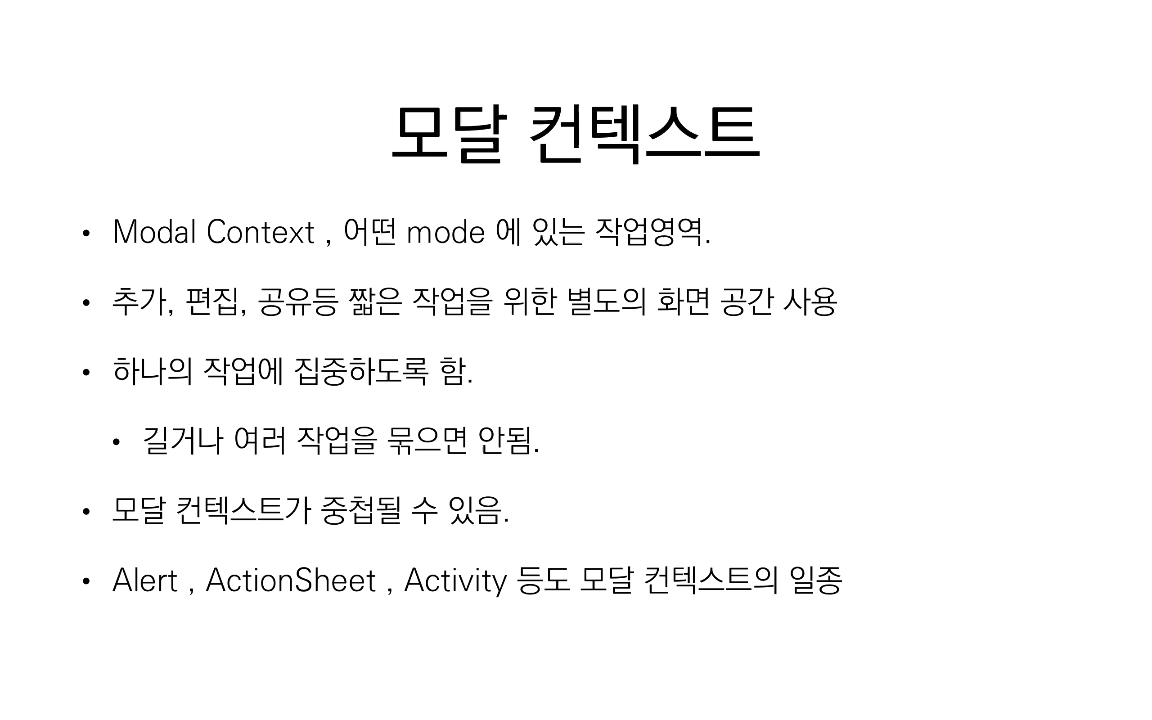 모달 컨텍스트
• Modal Context , 어떤 mode 에 있는 작업영역.
• 추가, 편집, 공유등 짧은 작업을 위한 별도의 화면 공간 사용
• 하나의 작업에 집중하도록 함.
• 길거나 여러 작업을 묶으면 안됨.
• 모달 컨텍스트가 중첩될 수 있음.
• Alert , ActionSheet , Activity 등도 모달 컨텍스트의 일종